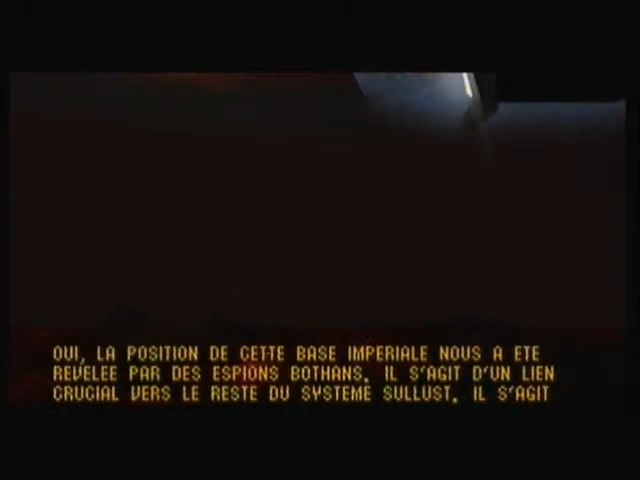 OUI, LA POSITION DE CETTE BASE IMPERIALE NOUS A ETE
REVELEE PAR DES ESPIONS BOTHANS. IL S'AGIT D'UN LIEN
CRUCIAL VERS LE RESTE DU SYSTEME SULLUST. IL S'AGIT